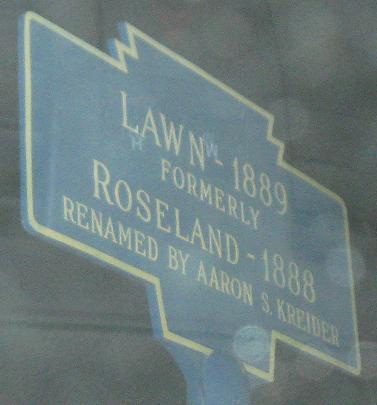 LAWN - 1889
FORMERLY
ROSELAND - 1888
RENAMED BY AARON S. KREIDER